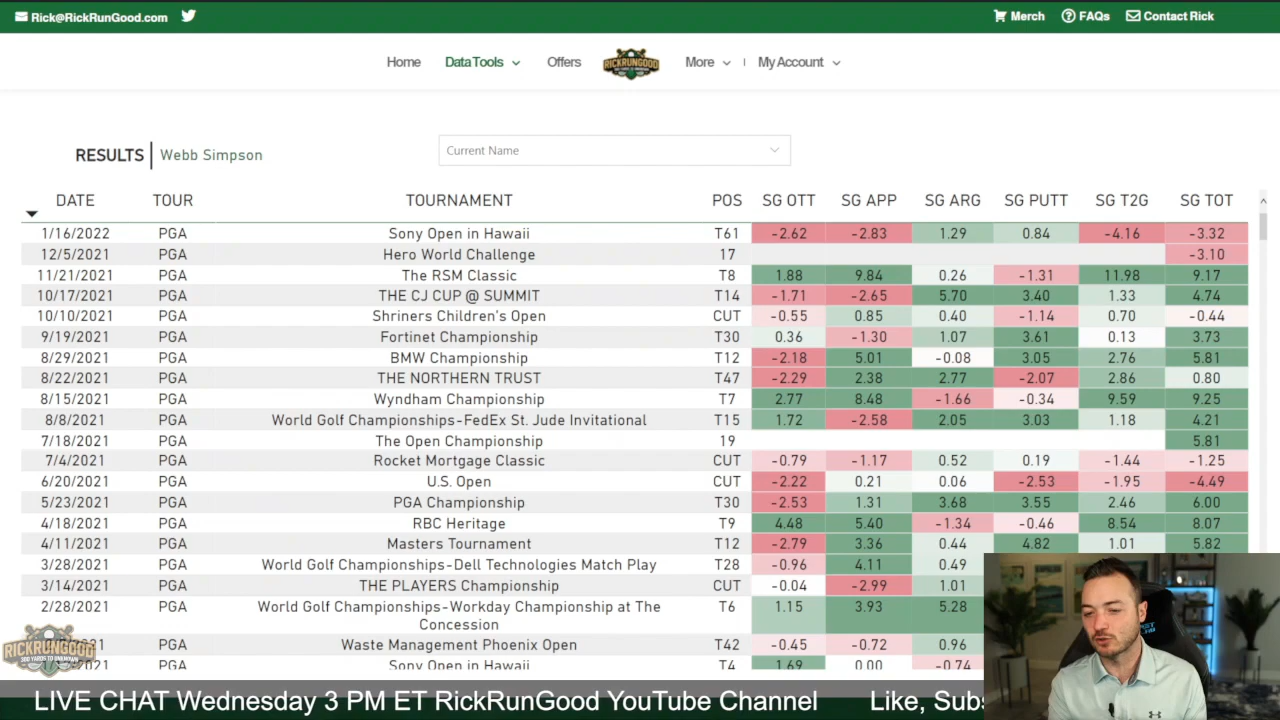 Rick@RickRunGood.com Merch FAQs Contact Rick
Home Data Tools Offers RICKRUNGOOD More | My Account
RESULTS | Webb Simpson Current Name
DATE TOUR TOURNAMENT POS SG OTT SG APP SG ARG SG PUTT SG T2G SG TOT
1/16/2022 PGA Sony Open in Hawaii T61 -2.62 -2.83 1.29 0.84 -4.16 -3.32
12/5/2021 PGA Hero World Challenge 17 -3.10
11/21/2021 PGA The RSM Classic T8 1.88 9.84 0.26 -1.31 11.98 9.17
10/17/2021 PGA THE CJ CUP @ SUMMIT T14 -1.71 -2.65 5.70 3.40 1.33 4.74
10/10/2021 PGA Shriners Children's Open CUT -0.55 0.85 0.40 -1.14 0.70 -0.44
9/19/2021 PGA Fortinet Championship T30 0.36 -1.30 1.07 3.61 0.13 3.73
8/29/2021 PGA BMW Championship T12 -2.18 5.01 -0.08 3.05 2.76 5.81
8/22/2021 PGA THE NORTHERN TRUST T47 -2.29 2.38 2.77 -2.07 2.86 0.80
8/15/2021 PGA Wyndham Championship T7 2.77 8.48 -1.66 -0.34 9.59 9.25
8/8/2021 PGA World Golf Championships-FedEx St. Jude Invitational T15 1.72 -2.58 2.05 3.03 1.18 4.21
7/18/2021 PGA The Open Championship 19 5.81
7/4/2021 PGA Rocket Mortgage Classic CUT -0.79 -1.17 0.52 0.19 -1.44 -1.25
6/20/2021 PGA U.S. Open CUT -2.22 0.21 0.06 -2.53 -1.95 -4.49
5/23/2021 PGA PGA Championship T30 -2.53 1.31 3.68 3.55 2.46 6.00
4/18/2021 PGA RBC Heritage T9 4.48 5.40 -1.34 -0.46 8.54 8.07
4/11/2021 PGA Masters Tournament T12 -2.79 3.36 0.44 4.82 1.01 5.82
3/28/2021 PGA World Golf Championships-Dell Technologies Match Play T28 -0.96 4.11 0.49
3/14/2021 PGA THE PLAYERS Championship CUT -0.04 -2.99 1.01
2/28/2021 PGA World Golf Championships-Workday Championship at The T6 1.15 3.93 5.28
Concession
PGA Waste Management Phoenix Open T42 -0.45 -0.72 0.96
PGA Sony Open in Hawaii T4 1.69 0.00 -0.74
RICKRUNGOOD
300 YARDS TO UNKNOWN
LIVE CHAT Wednesday 3 PM ET RickRunGood YouTube Channel Like, Subs